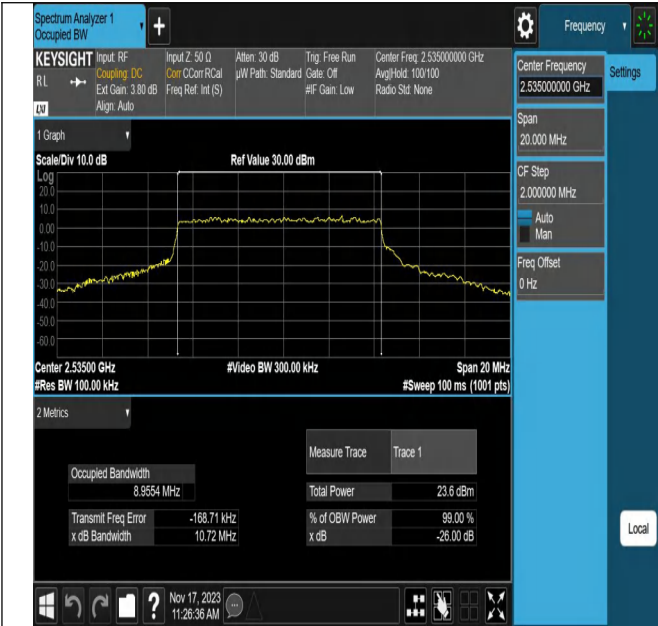 Spectrum Analyzer 1
Occupied BW
Frequency
KEYSIGHT
RL
LXI
Input: RF
Coupling: DC
Ext Gain: 3.80 dB
Align: Auto
Input Z: 50 Ω
Corr CCorr RCal
Freq Ref: Int (S)
Atten: 30 dB
µW Path: Standard
Trig: Free Run
Gate: Off
#IF Gain: Low
Center Freq: 2.535000000 GHz
Avg|Hold: 100/100
Radio Std: None
Center Frequency
2.535000000 GHz
Settings
Span
20.000 MHz
CF Step
2.000000 MHz
Auto
Man
Freq Offset
0 Hz
1 Graph
Scale/Div 10.0 dB
Ref Value 30.00 dBm
Log
20.0
10.0
0.00
-10.0
-20.0
-30.0
-40.0
-50.0
-60.0
Center 2.53500 GHz
#Video BW 300.00 kHz
Span 20 MHz
#Res BW 100.00 kHz
#Sweep 100 ms (1001 pts)
2 Metrics
Measure Trace Trace 1
Occupied Bandwidth
8.9554 MHz
Total Power 23.6 dBm
Transmit Freq Error -168.71 kHz
% of OBW Power 99.00 %
x dB Bandwidth 10.72 MHz
x dB -26.00 dB
Local
?
Nov 17, 2023
11:26:36 AM